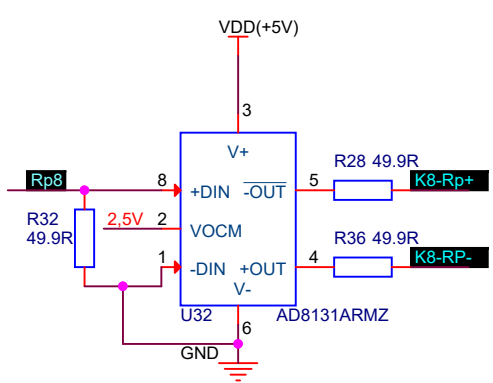 VDD(+5V)
3
V+
R28 49.9R
Rp8
8
+DIN
-OUT
5
K8-Rp+
R32
49.9R
2,5V
2
VOCM
R36 49.9R
1
-DIN
+OUT
4
K8-RP-
V-
U32
AD8131ARMZ
6
GND